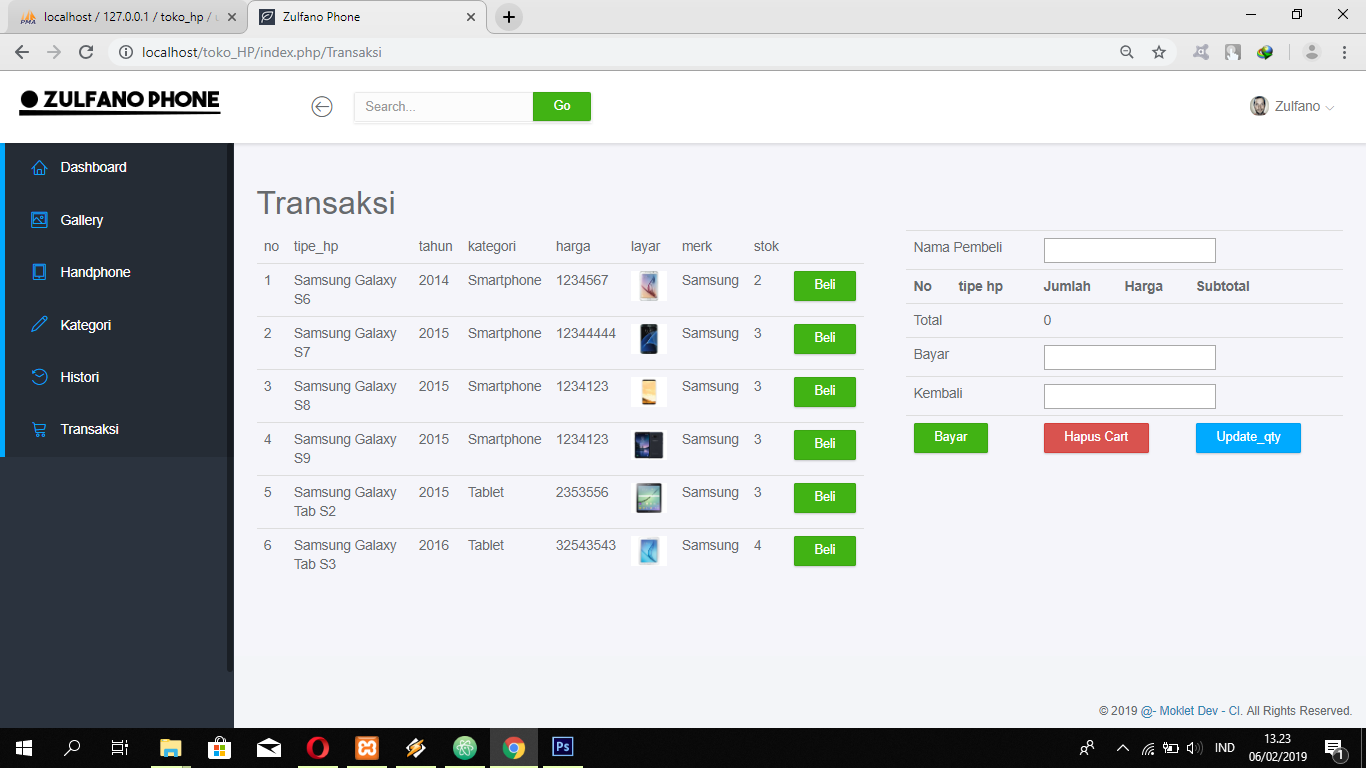 localhost / 127.0.0.1 / toko_hp /
Zulfano Phone
localhost/toko_HP/index.php/Transaksi
ZULFANO PHONE
Search...
Go
Zulfano
Dashboard
Gallery
Handphone
Kategori
Histori
Transaksi
Transaksi
no tipe_hp tahun kategori harga layar merk stok
1 Samsung Galaxy S6 2014 Smartphone 1234567 Samsung 2 Beli
2 Samsung Galaxy S7 2015 Smartphone 12344444 Samsung 3 Beli
3 Samsung Galaxy S8 2015 Smartphone 1234123 Samsung 3 Beli
4 Samsung Galaxy S9 2015 Smartphone 1234123 Samsung 3 Beli
5 Samsung Galaxy Tab S2 2015 Tablet 2353556 Samsung 3 Beli
6 Samsung Galaxy Tab S3 2016 Tablet 32543543 Samsung 4 Beli
Nama Pembeli
No tipe hp Jumlah Harga Subtotal
Total 0
Bayar
Kembali
Bayar Hapus Cart Update_qty
© 2019 @- Moklet Dev - CI. All Rights Reserved.
Ps
IND
13.23
06/02/2019
1